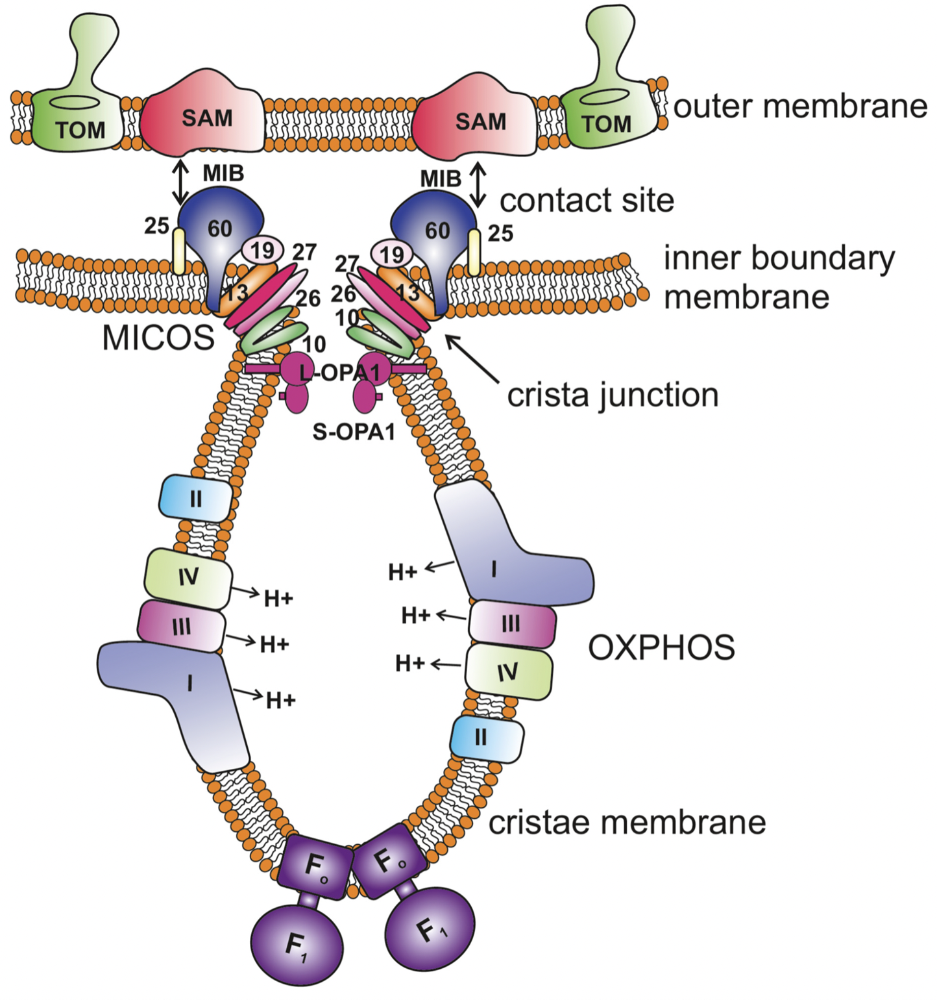 TOM
SAM
SAM
TOM
outer membrane
MIB
MIB
contact site
25
60
60
25
19
27
27
19
inner boundary
membrane
13
26
26
13
10
MICOS
10
L-OPA1
crista junction
S-OPA1
II
I
H+
IV
H+
III
H+
III
H+
OXPHOS
H+
IV
I
H+
II
cristae membrane
Fo
Fo
F1
F1